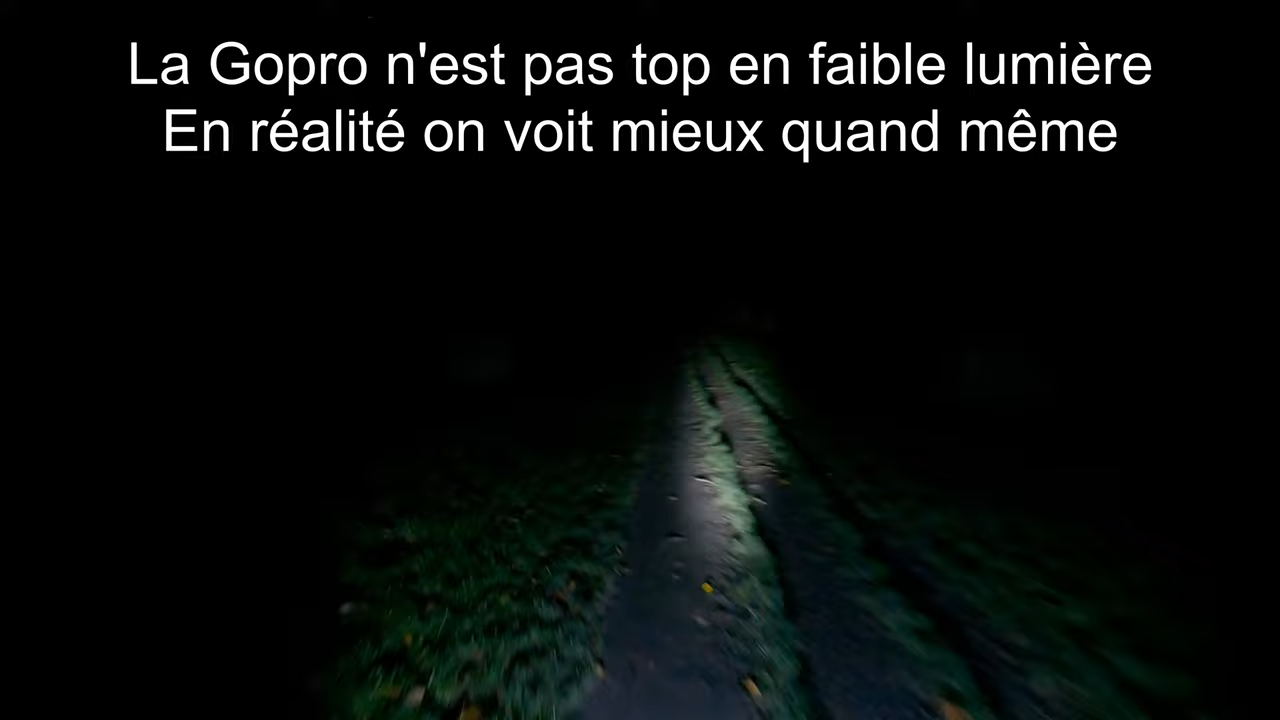 La Gopro n'est pas top en faible lumière
En réalité on voit mieux quand même